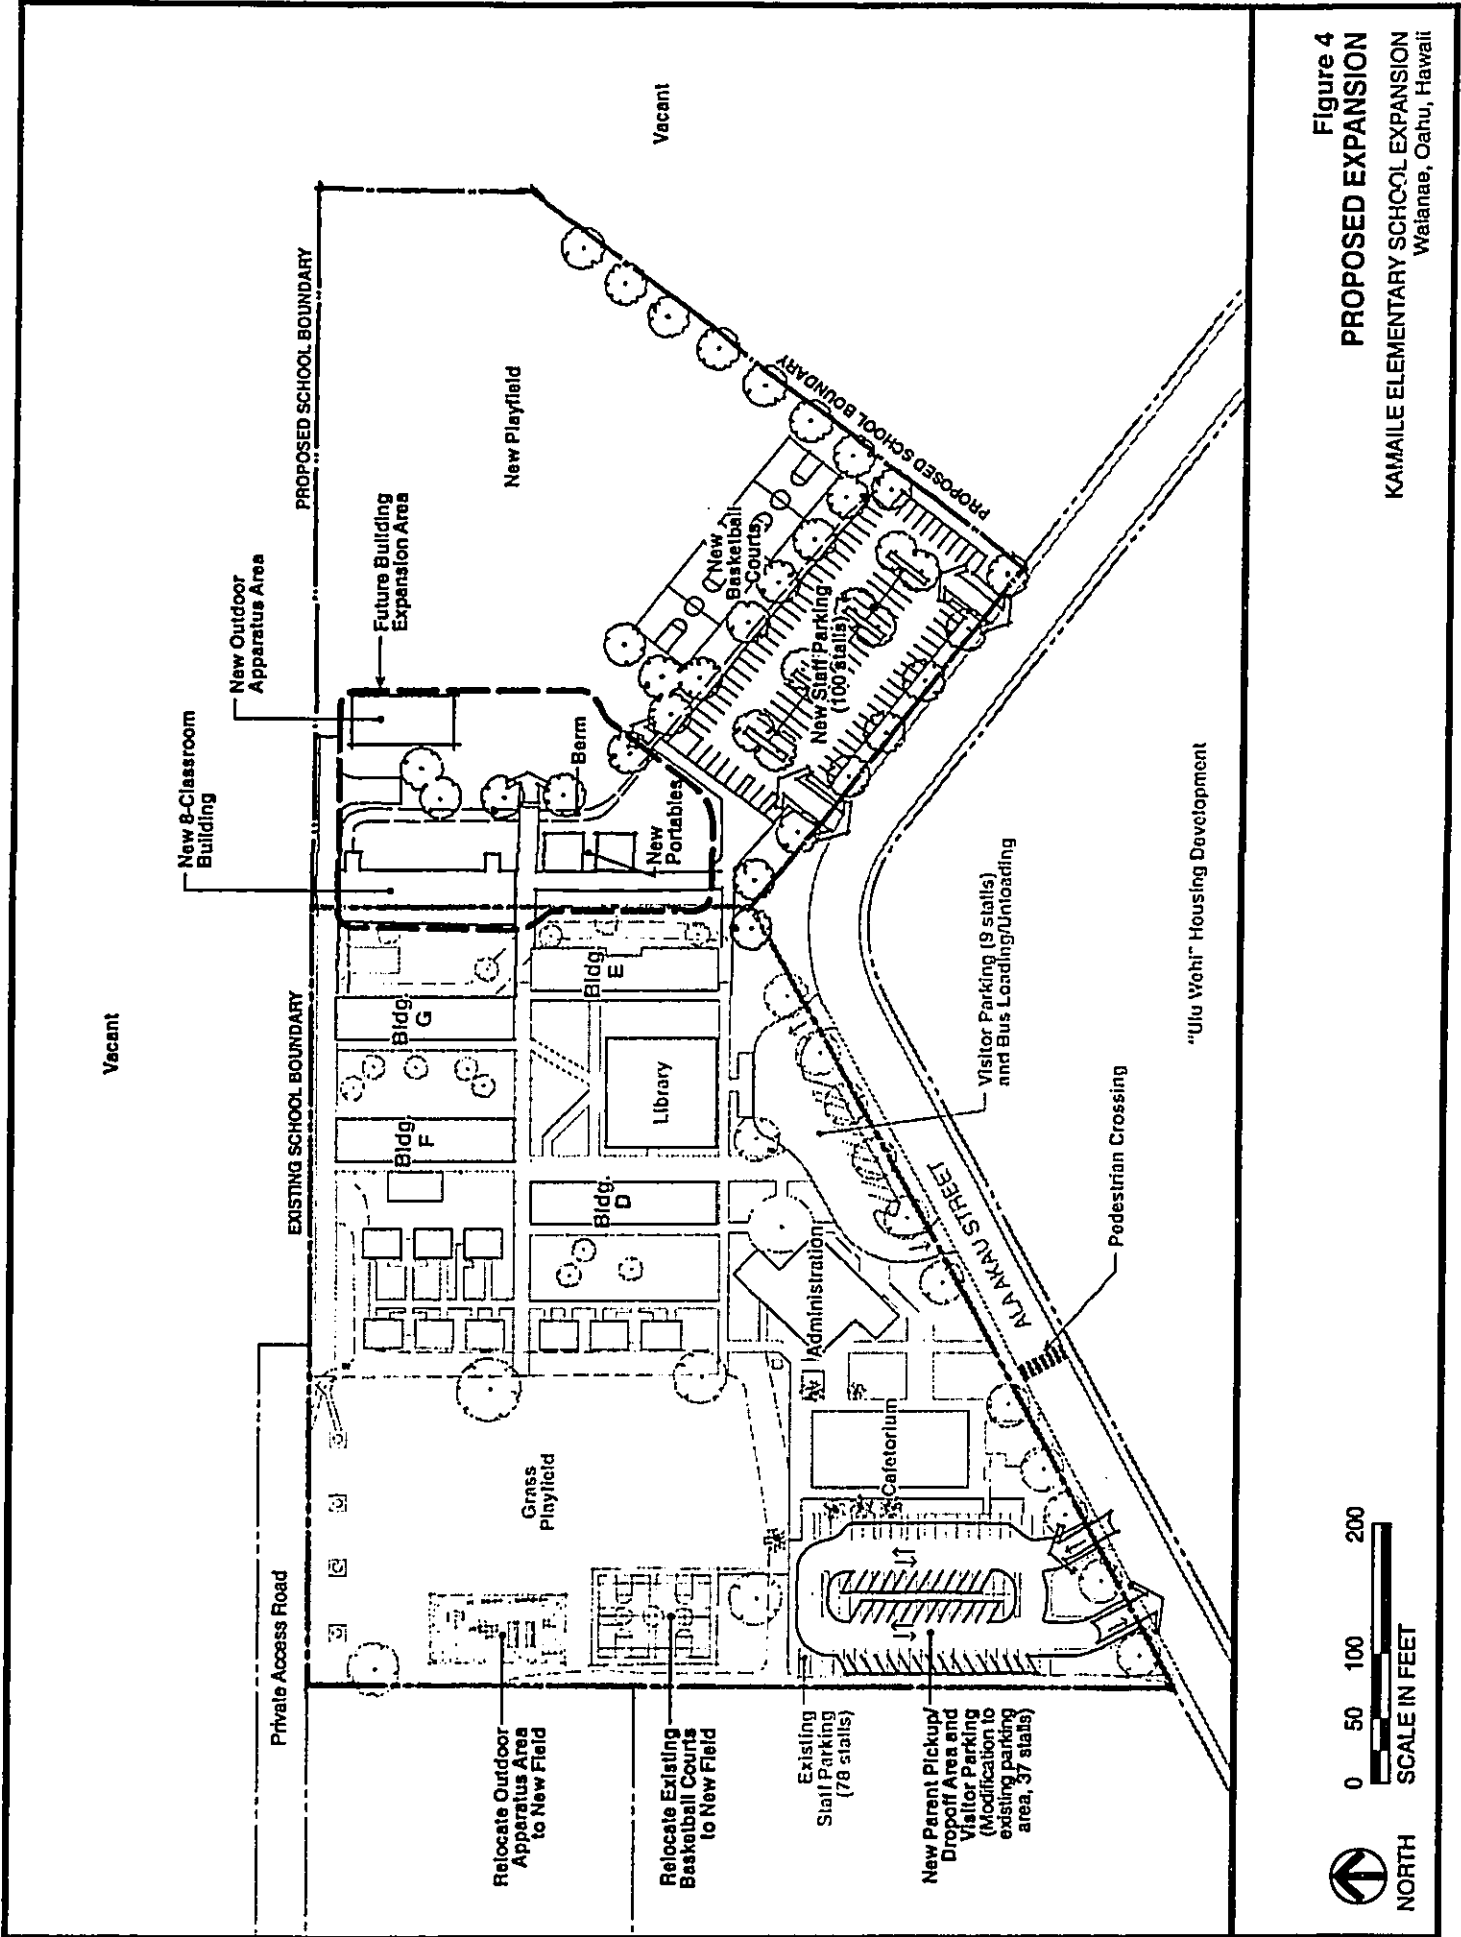 Figure 4
PROPOSED EXPANSION
KAMAILE ELEMENTARY SCHOOL EXPANSION
Waianae, Oahu, Hawaii
Vacant
Vacant
Private Access Road
EXISTING SCHOOL BOUNDARY
PROPOSED SCHOOL BOUNDARY
New 8-Classroom
Building
New Outdoor
Apparatus Area
Future Building
Expansion Area
New Playfield
Berm
New
Portables
New
Basketball
Courts
PROPOSED SCHOOL BOUNDARY
New Staff Parking
(100 stalls)
Bldg.
G
Bldg.
E
Bldg.
F
Library
Bldg.
D
Administration
Cafetorium
Grass
Playfield
Relocate Outdoor
Apparatus Area
to New Field
Relocate Existing
Basketball Courts
to New Field
Existing
Staff Parking
(78 stalls)
New Parent Pickup/
Dropoff Area and
Visitor Parking
(Modification to
existing parking
area, 37 stalls)
Visitor Parking (9 stalls)
and Bus Loading/Unloading
Pedestrian Crossing
ALA AKAU STREET
"Ulu Wehi" Housing Development
NORTH
0 50 100 200
SCALE IN FEET